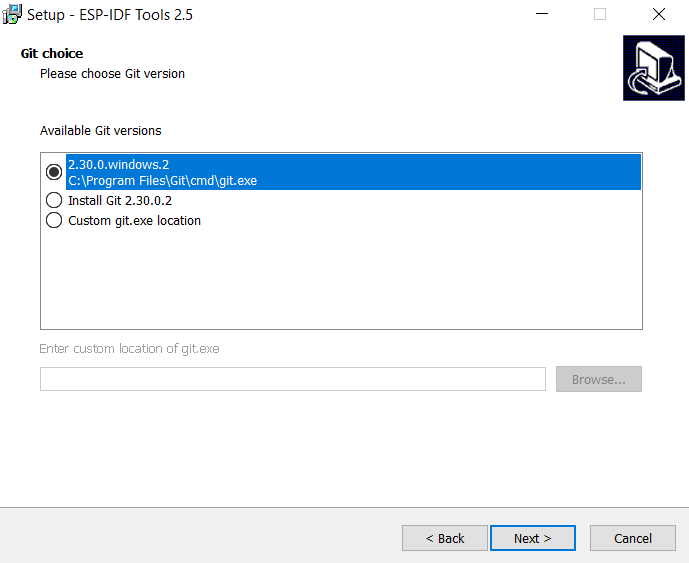 Setup - ESP-IDF Tools 2.5
Git choice
Please choose Git version
Available Git versions
2.30.0.windows.2
C:\Program Files\Git\cmd\git.exe
Install Git 2.30.0.2
Custom git.exe location
Enter custom location of git.exe
Browse...
< Back
Next >
Cancel